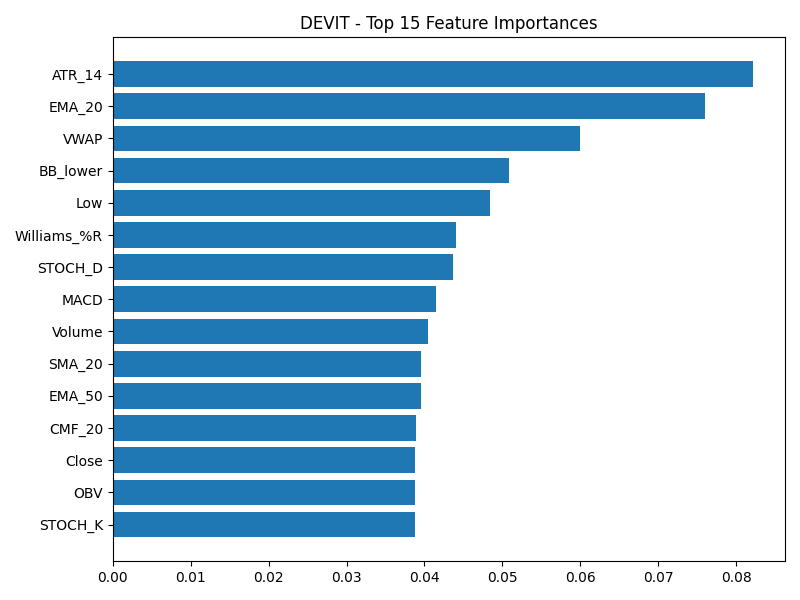 DEVIT - Top 15 Feature Importances
ATR_14
EMA_20
VWAP
BB_lower
Low
Williams_%R
STOCH_D
MACD
Volume
SMA_20
EMA_50
CMF_20
Close
OBV
STOCH_K
0.00 0.01 0.02 0.03 0.04 0.05 0.06 0.07 0.08